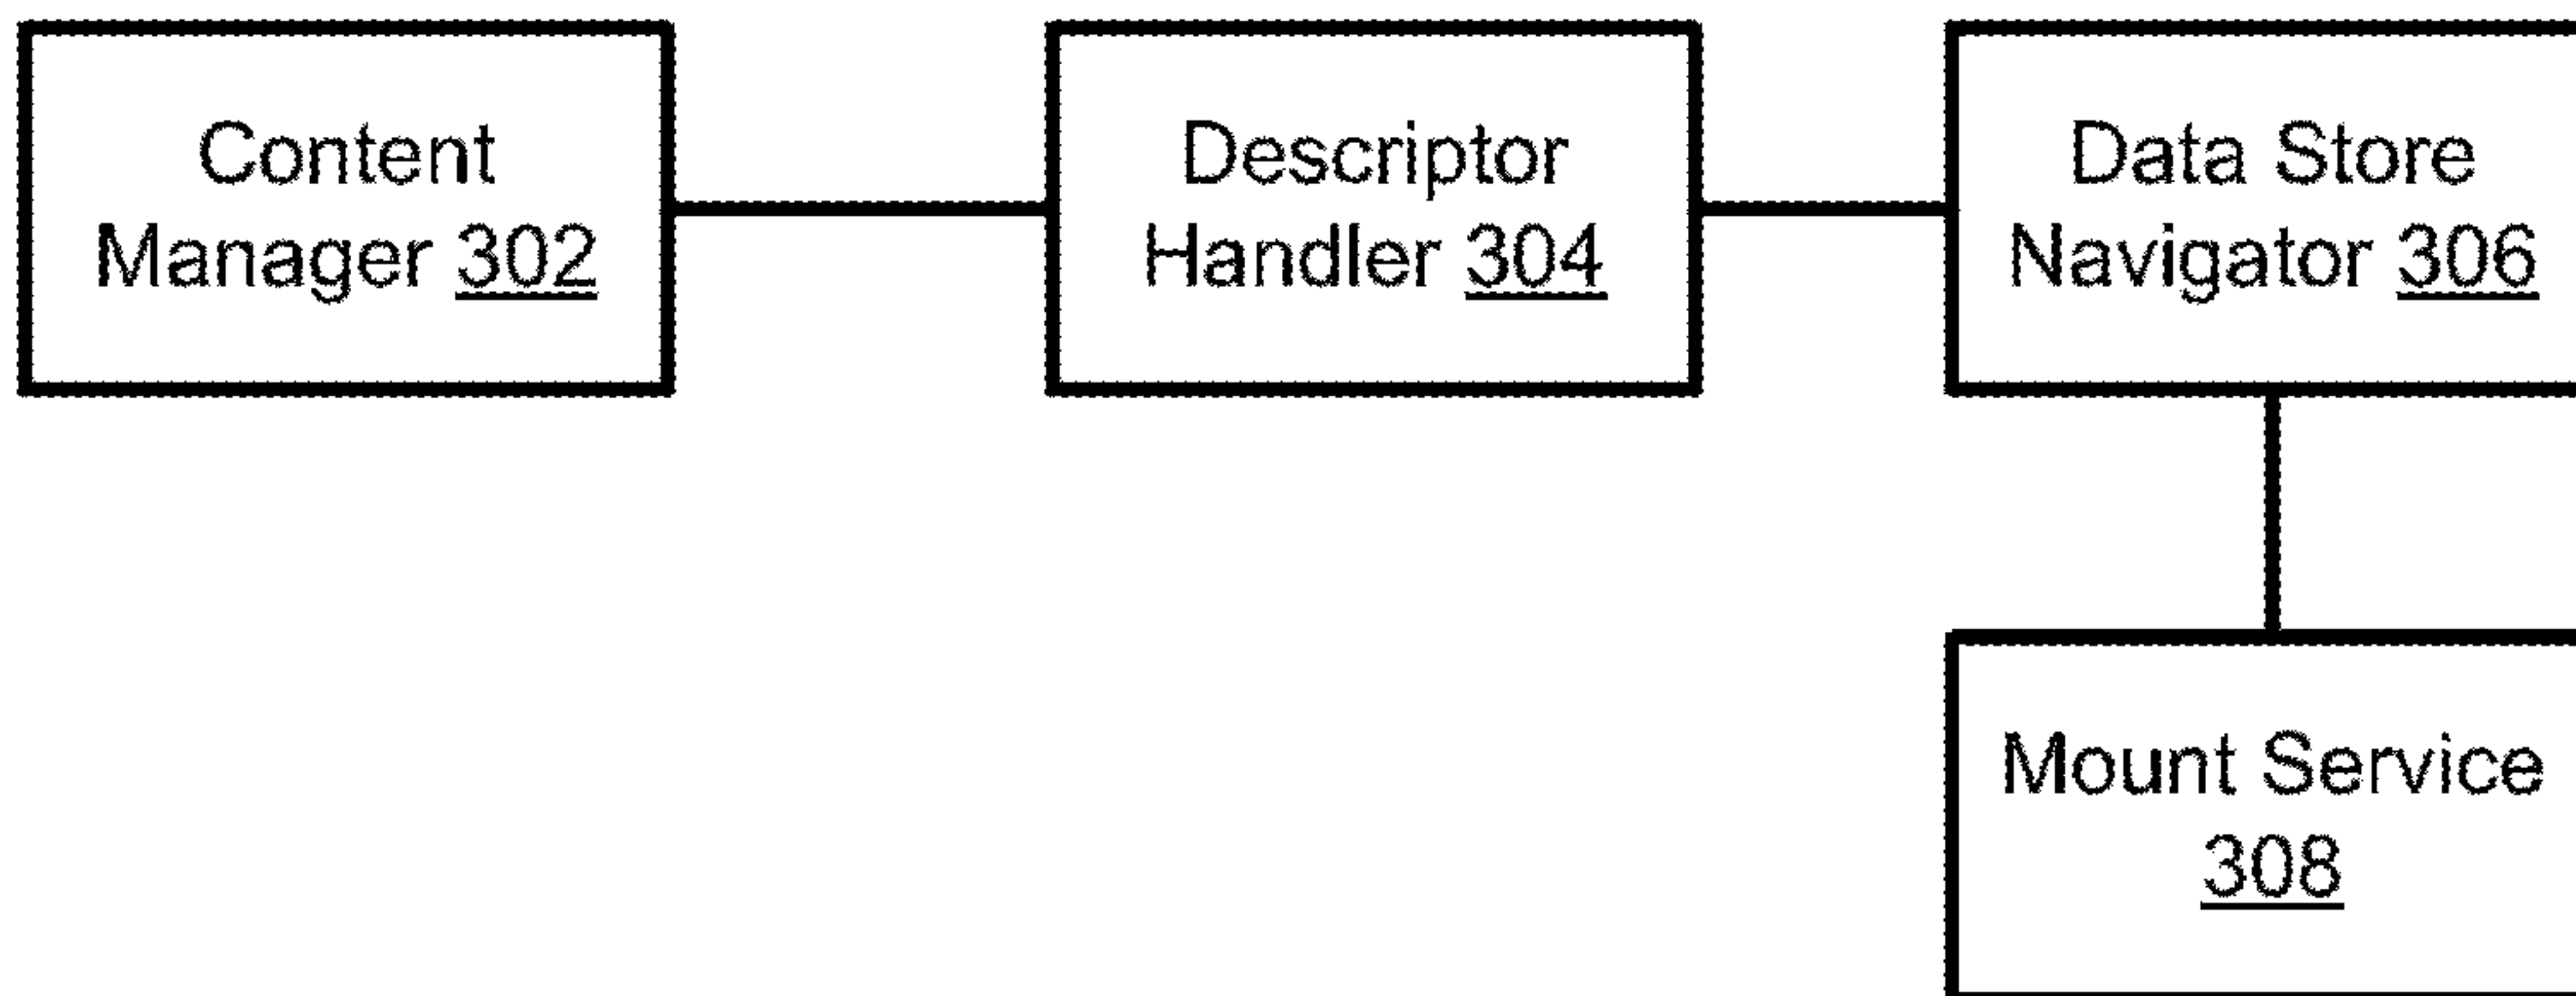 Content
Manager 302
Descriptor
Handler 304
Data Store
Navigator 306
Mount Service
308